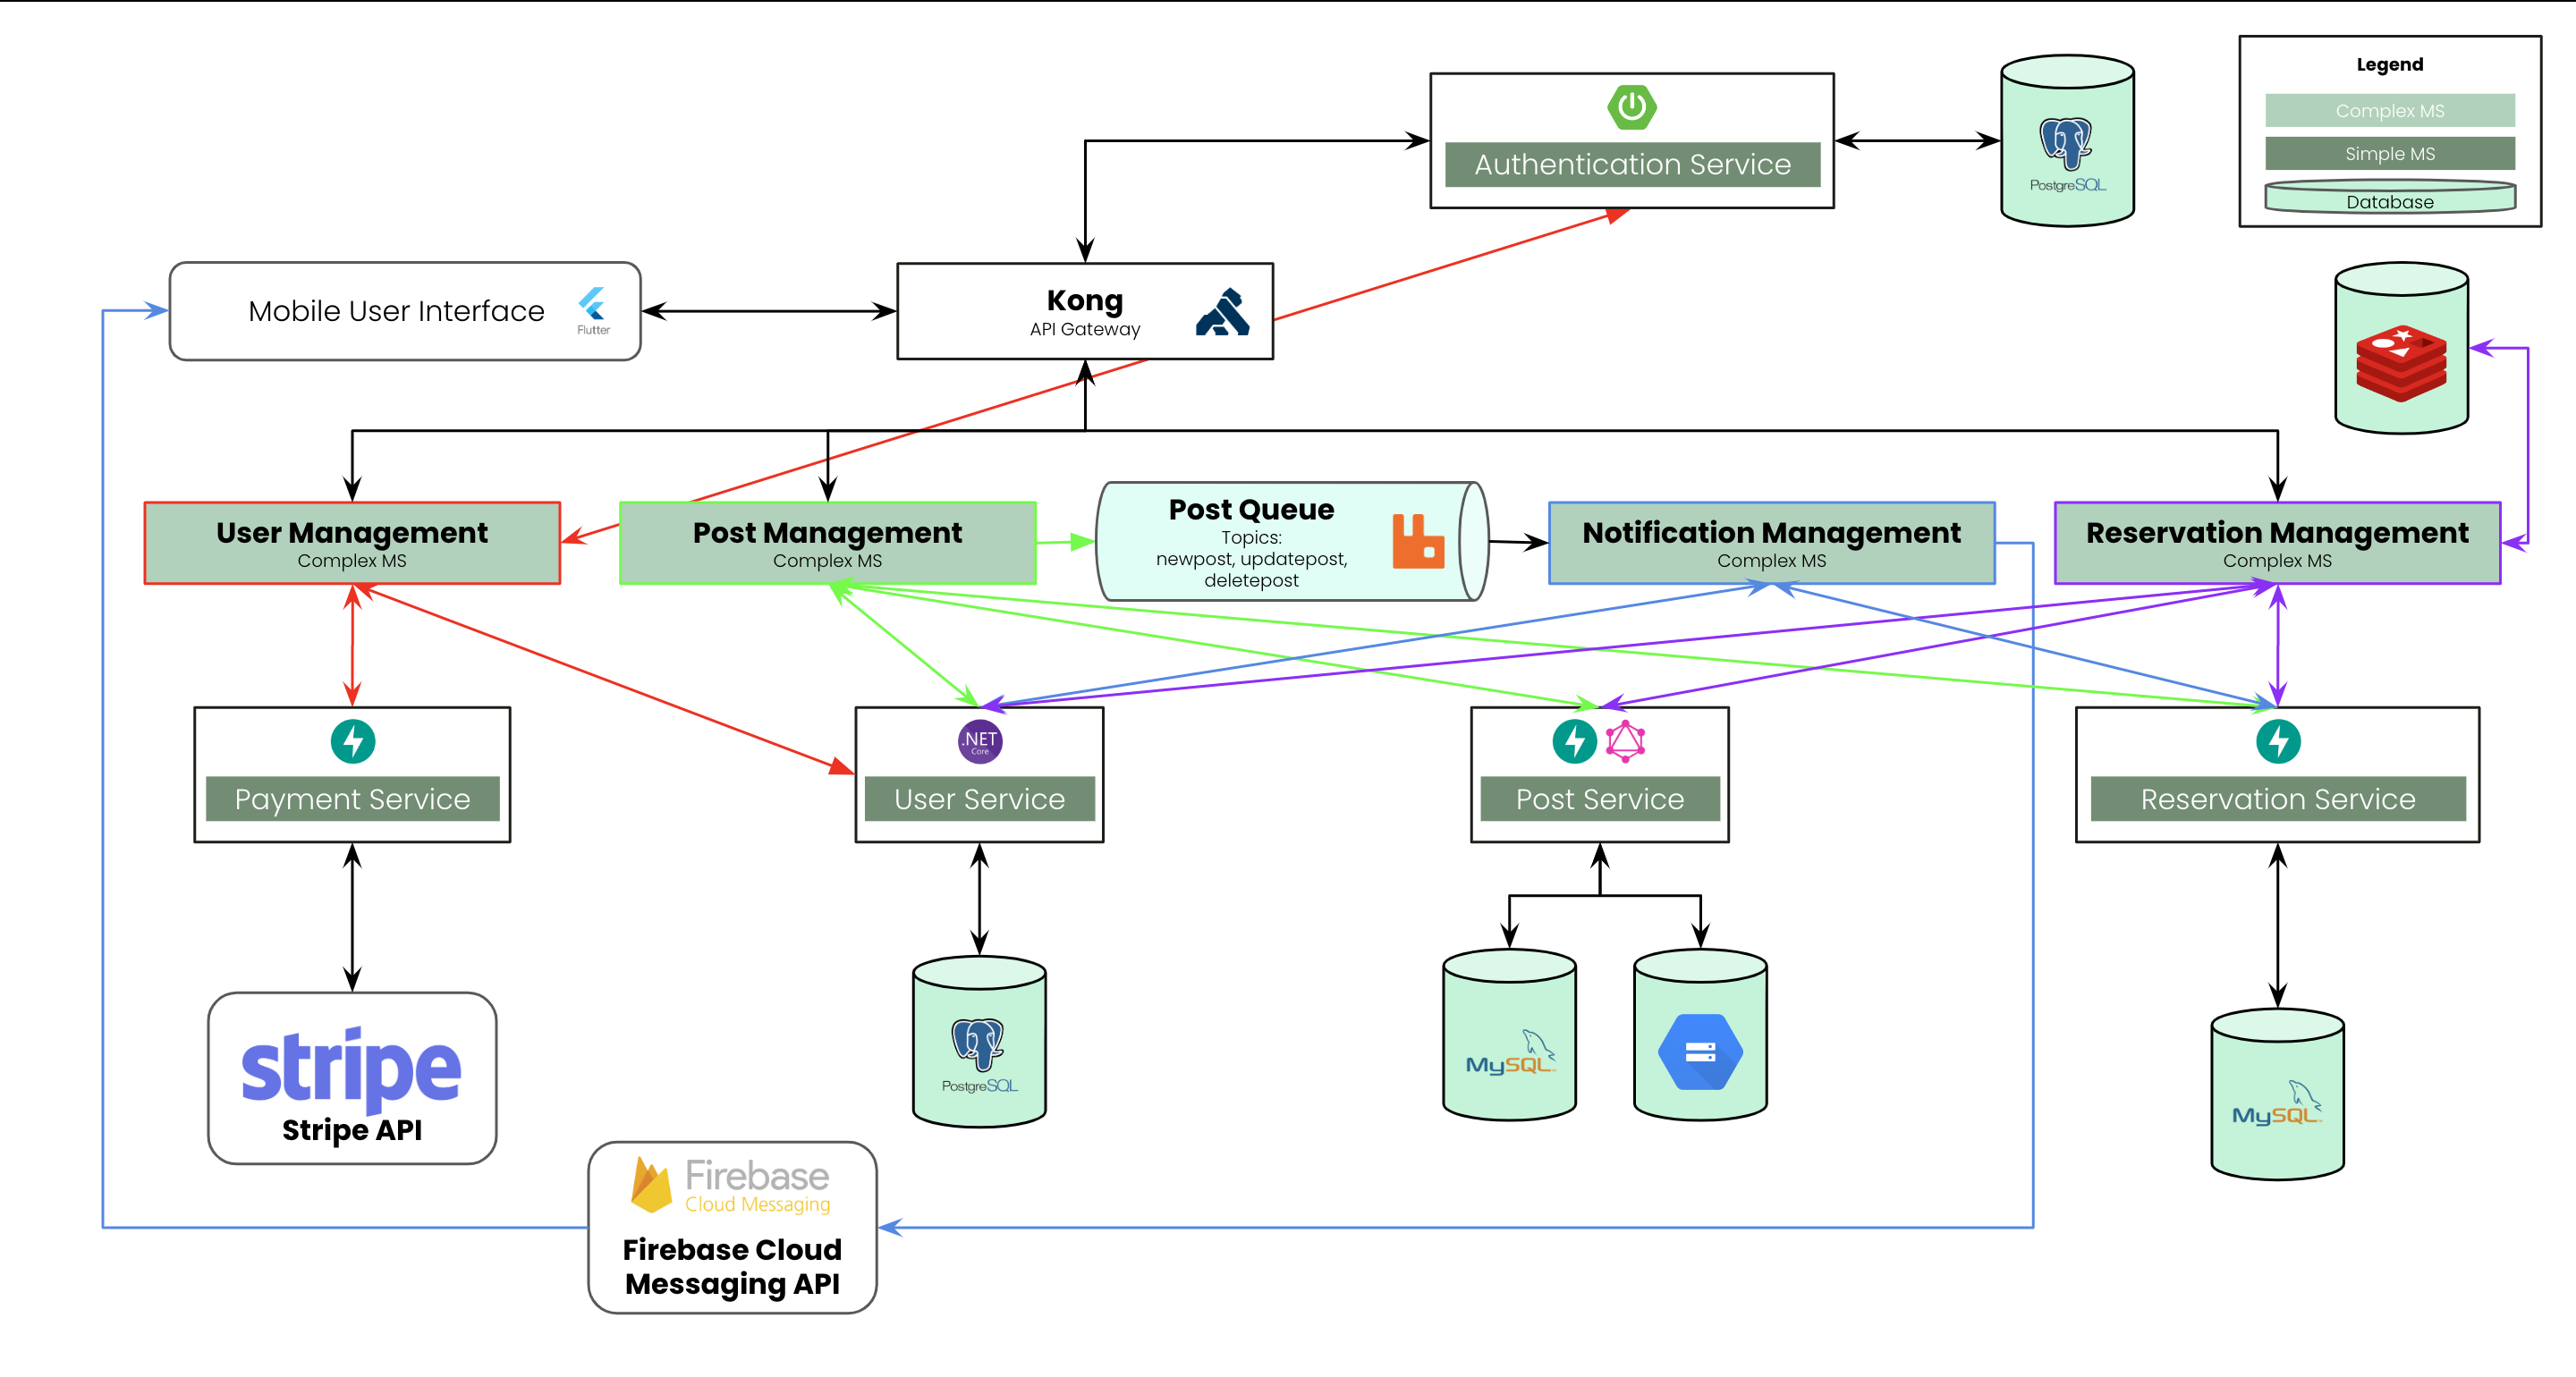 Legend
Complex MS
Simple MS
Database
Authentication Service
PostgreSQL
Mobile User Interface
Flutter
Kong
API Gateway
User Management
Complex MS
Post Management
Complex MS
Post Queue
Topics:
newpost, updatepost,
deletepost
Notification Management
Complex MS
Reservation Management
Complex MS
Payment Service
.NET
Core
User Service
Post Service
Reservation Service
stripe
Stripe API
PostgreSQL
MySQL
MySQL
Firebase
Cloud Messaging
Firebase Cloud
Messaging API